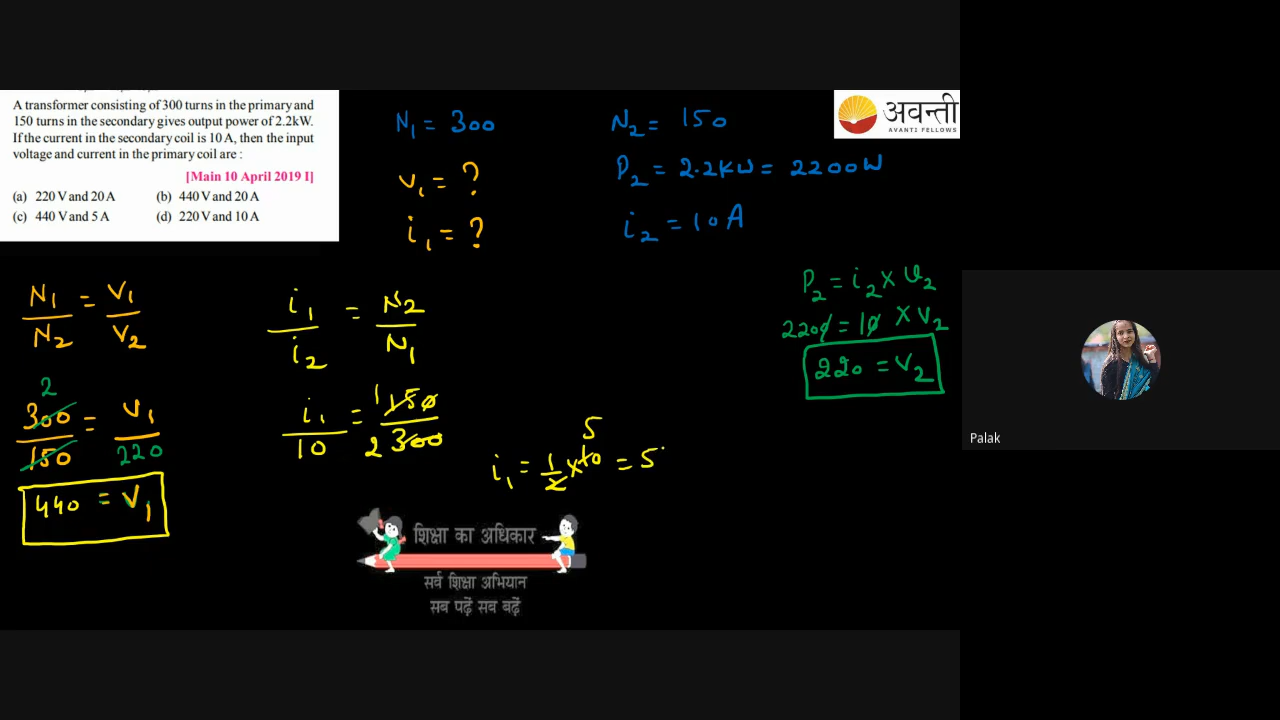 A transformer consisting of 300 turns in the primary and
150 turns in the secondary gives output power of 2.2kW.
If the current in the secondary coil is 10 A, then the input
voltage and current in the primary coil are :
[Main 10 April 2019 I]
(a) 220 V and 20 A (b) 440 V and 20 A
(c) 440 V and 5 A (d) 220 V and 10 A
N₁ = 300
V₁ = ?
i₁ = ?
N₂ = 150
P₂ = 2.2KW = 2200W
i₂ = 10A
अवन्ती
AVANTI FELLOWS
N₁/N₂ = V₁/V₂
2
300/150 = V₁/220
440 = V₁
i₁/i₂ = N₂/N₁
i₁/10 = 1 150/2 300
5
i₁ = 1/2 × 10 = 5
P₂ = i₂ × V₂
2200 = 10 × V₂
220 = V₂
शिक्षा का अधिकार
सर्व शिक्षा अभियान
सब पढ़ें सब बढ़ें
Palak